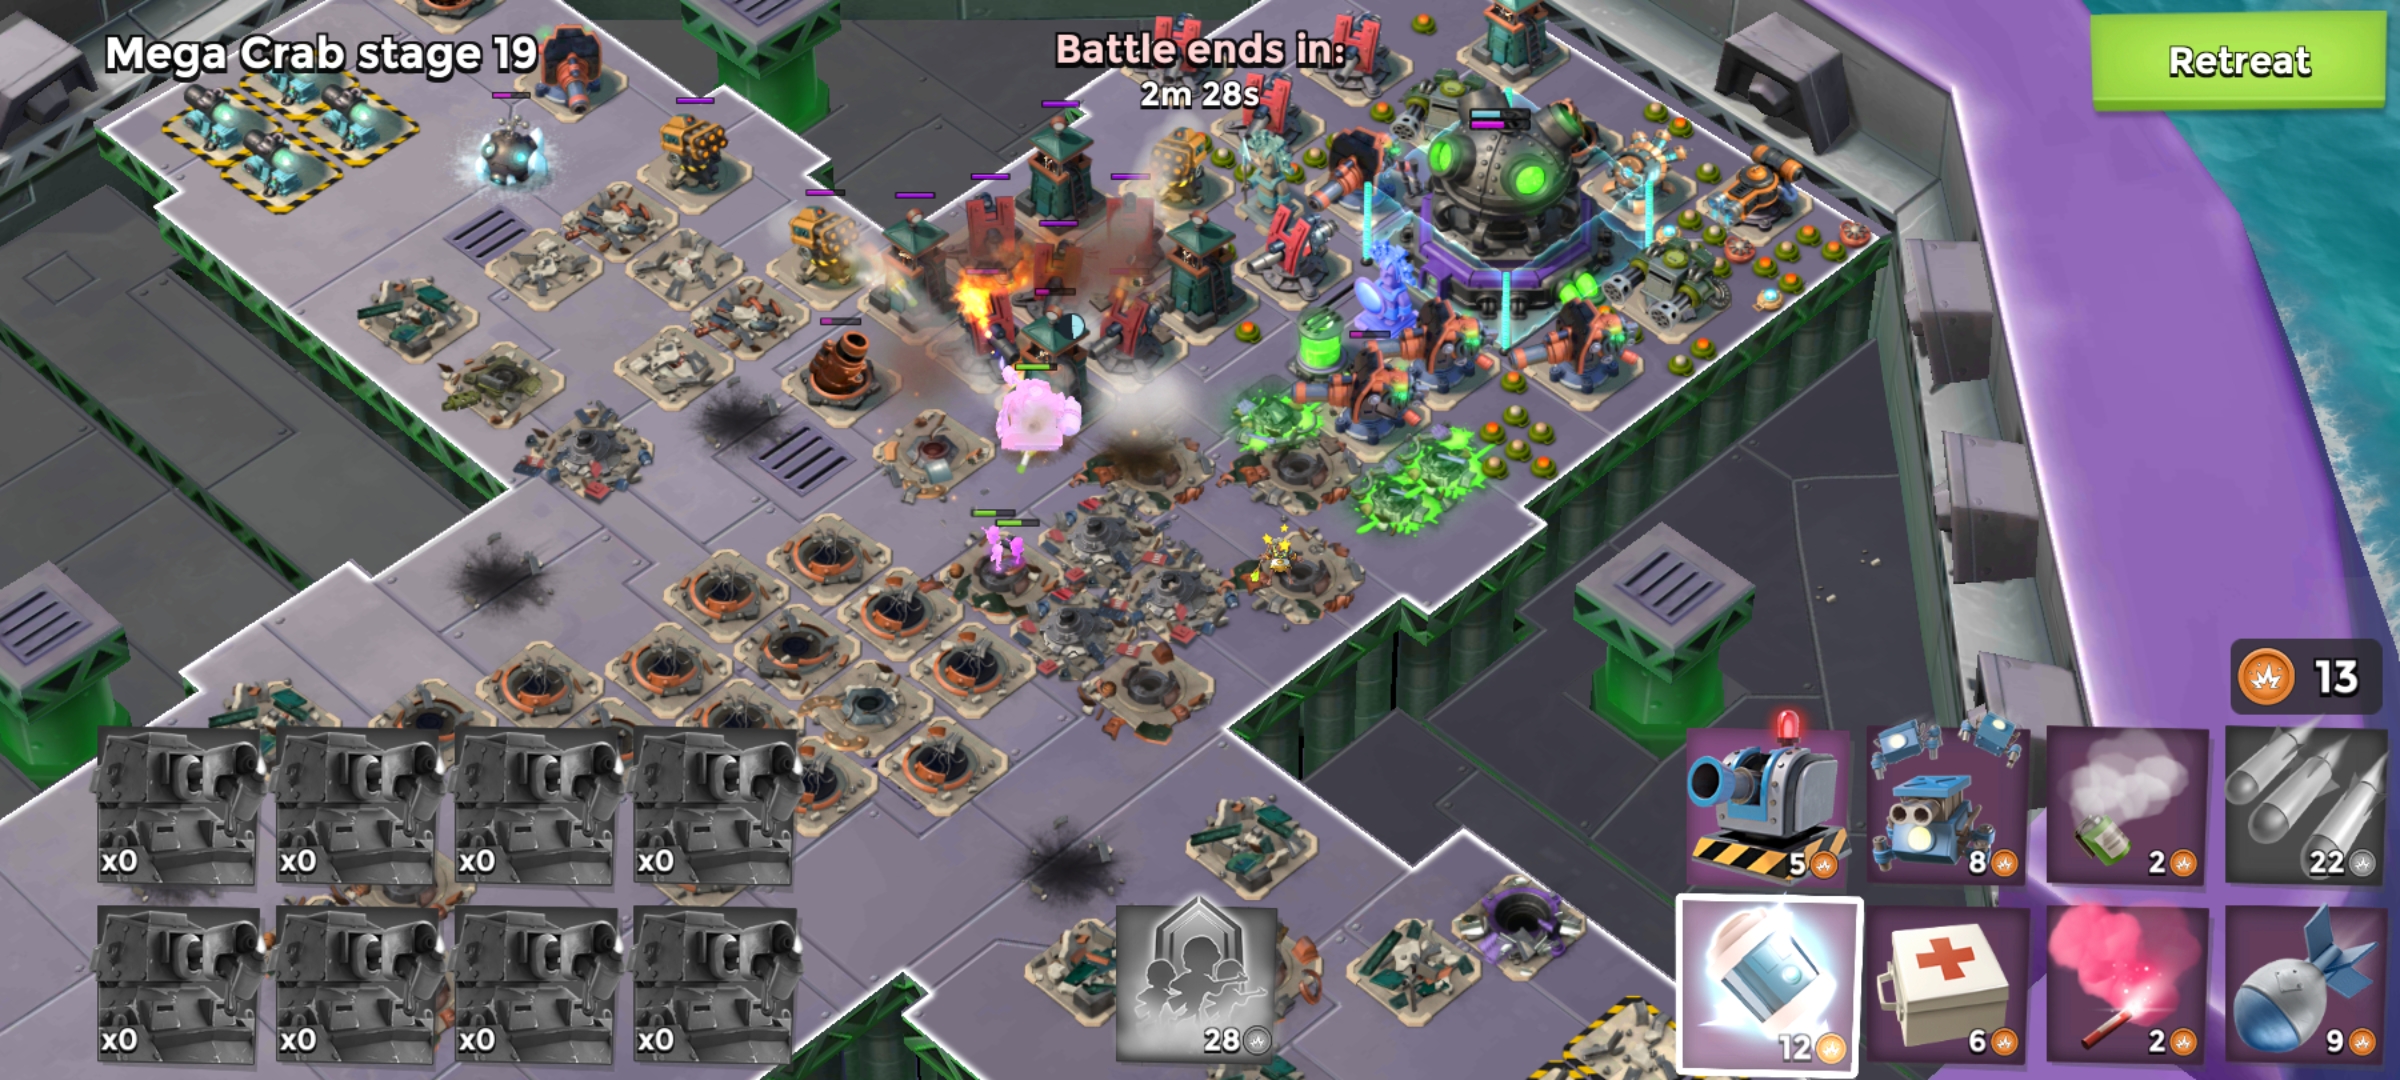 Mega Crab stage 19
Battle ends in:
2m 28s
Retreat
13
x0
x0
x0
x0
5
8
2
22
x0
x0
x0
x0
28
12
6
2
9